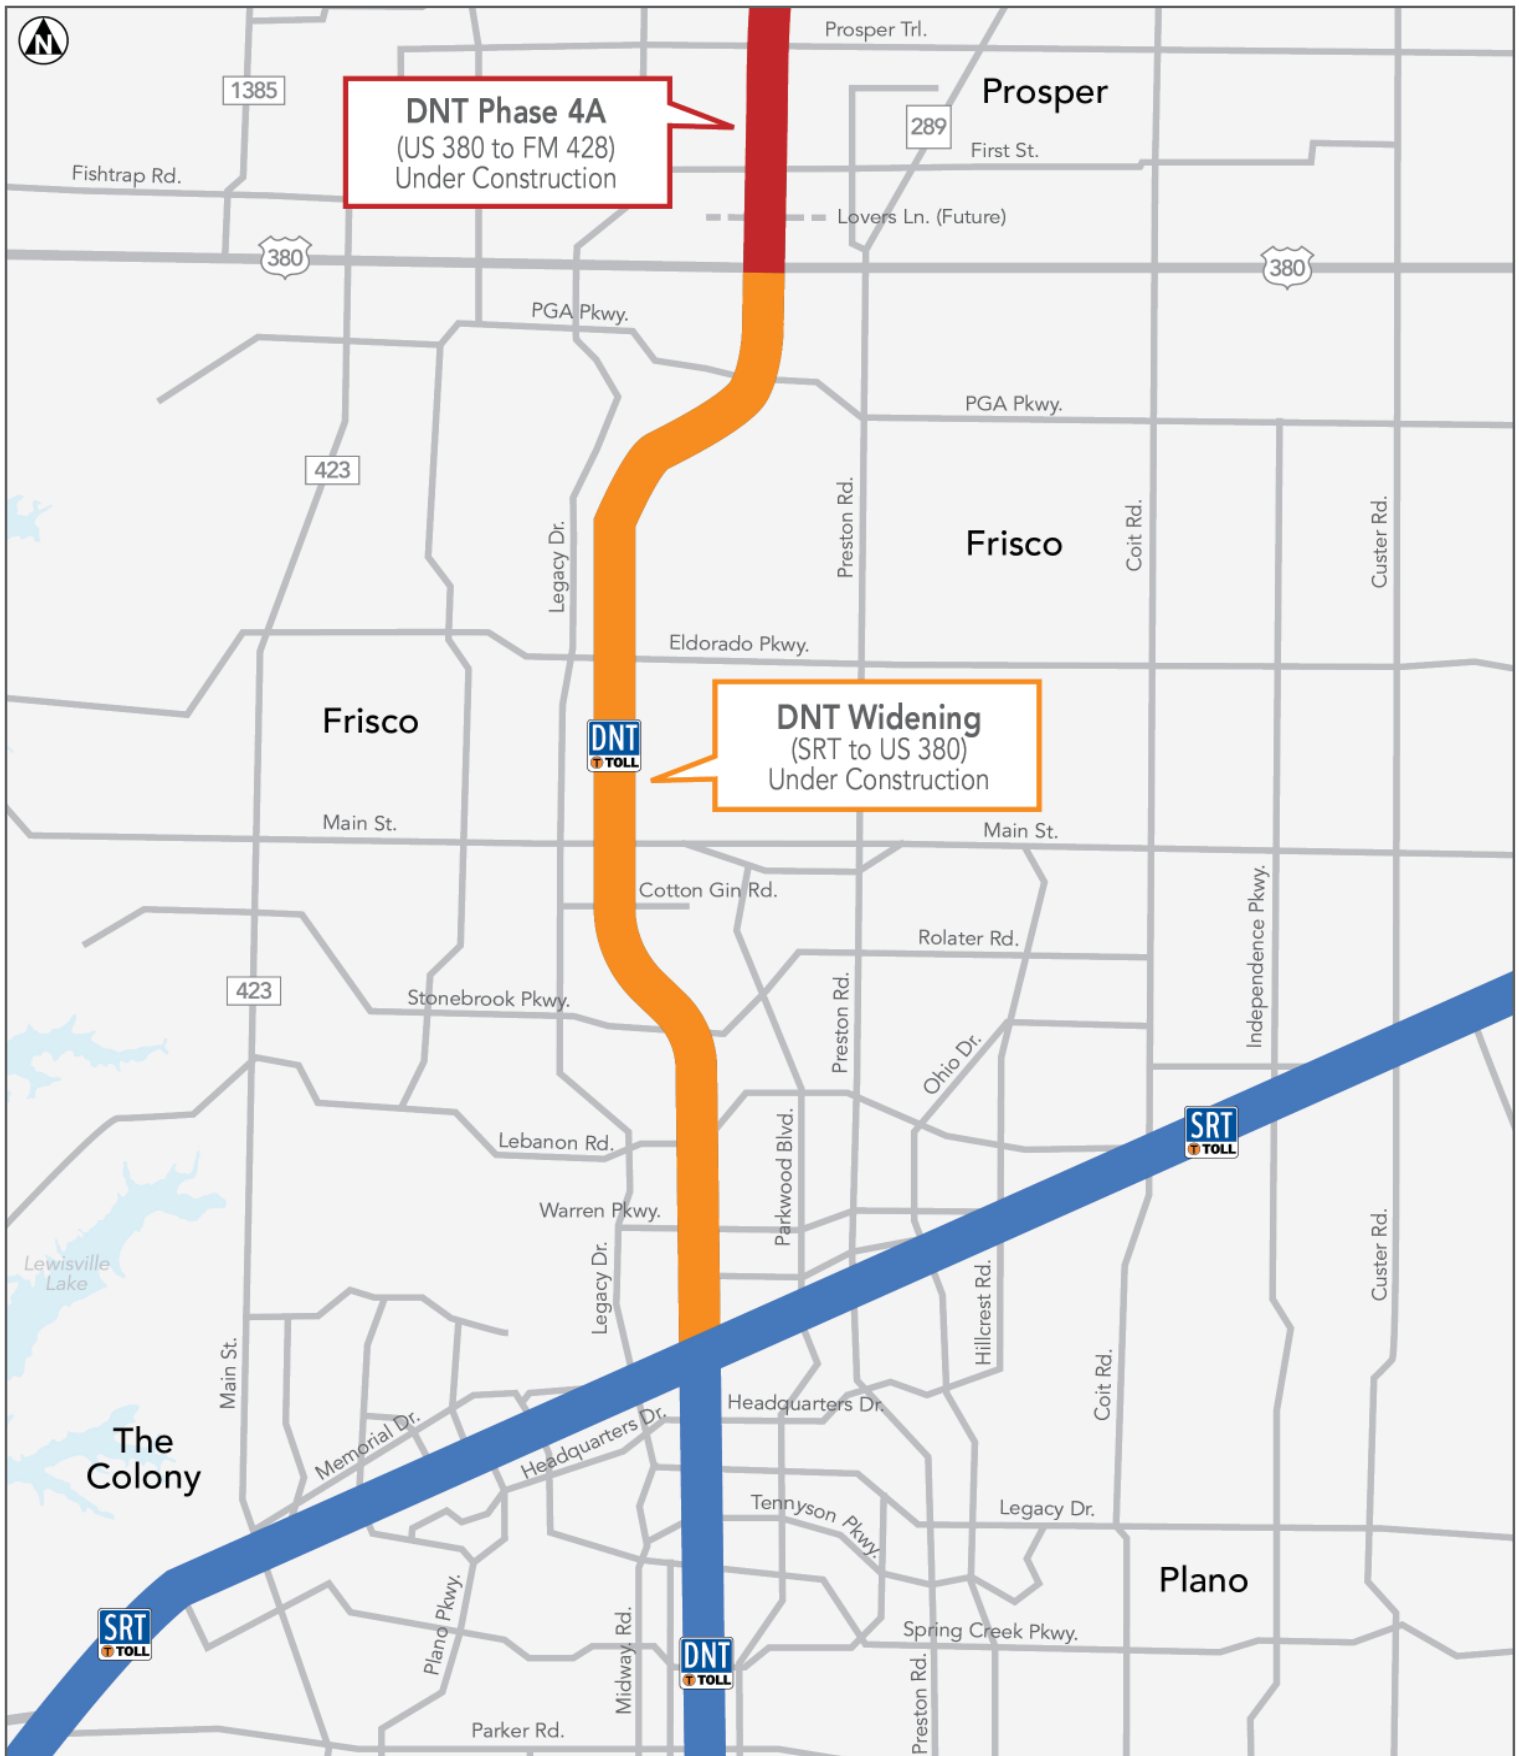 N
Prosper Trl.
1385
DNT Phase 4A
(US 380 to FM 428)
Under Construction
Prosper
289
First St.
Fishtrap Rd.
Lovers Ln. (Future)
380
380
PGA Pkwy.
PGA Pkwy.
423
Preston Rd.
Coit Rd.
Custer Rd.
Legacy Dr.
Frisco
Eldorado Pkwy.
Frisco
DNT Widening
(SRT to US 380)
Under Construction
DNT
T TOLL
Main St.
Main St.
Cotton Gin Rd.
Independence Pkwy.
Rolater Rd.
423
Stonebrook Pkwy.
Preston Rd.
Ohio Dr.
SRT
T TOLL
Lebanon Rd.
Parkwood Blvd.
Warren Pkwy.
Legacy Dr.
Custer Rd.
Lewisville
Lake
Hillcrest Rd.
Main St.
Coit Rd.
Headquarters Dr.
Memorial Dr.
Headquarters Dr.
The
Colony
Tennyson Pkwy.
Legacy Dr.
Plano
SRT
T TOLL
Plano Pkwy.
Midway Rd.
DNT
T TOLL
Spring Creek Pkwy.
Preston Rd.
Parker Rd.